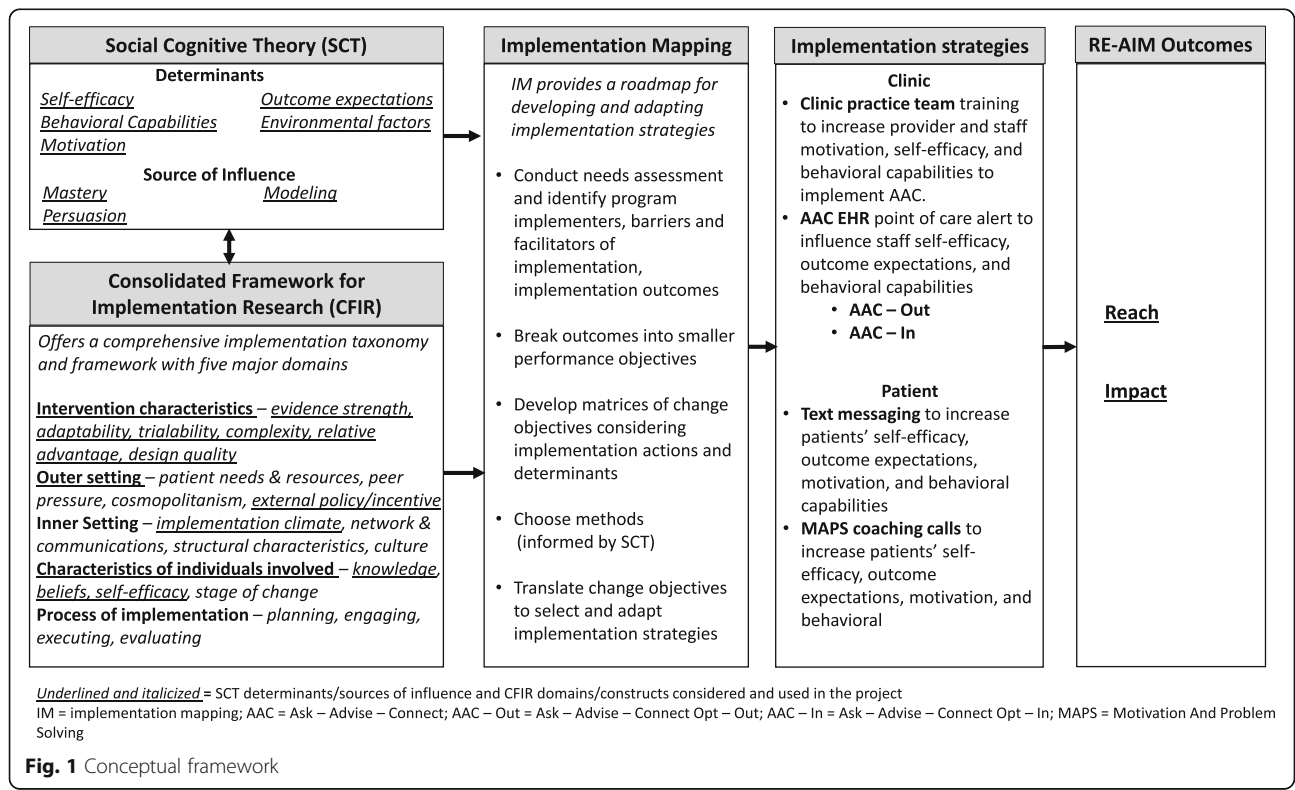 Social Cognitive Theory (SCT)
Determinants
Self-efficacy
Outcome expectations
Behavioral Capabilities
Environmental factors
Motivation
Source of Influence
Mastery
Modeling
Persuasion
Consolidated Framework for
Implementation Research (CFIR)
Offers a comprehensive implementation taxonomy
and framework with five major domains
Intervention characteristics – evidence strength,
adaptability, trialability, complexity, relative
advantage, design quality
Outer setting – patient needs & resources, peer
pressure, cosmopolitanism, external policy/incentive
Inner Setting – implementation climate, network &
communications, structural characteristics, culture
Characteristics of individuals involved – knowledge,
beliefs, self-efficacy, stage of change
Process of implementation – planning, engaging,
executing, evaluating
Implementation Mapping
IM provides a roadmap for
developing and adapting
implementation strategies
• Conduct needs assessment
and identify program
implementers, barriers and
facilitators of
implementation,
implementation outcomes
• Break outcomes into smaller
performance objectives
• Develop matrices of change
objectives considering
implementation actions and
determinants
• Choose methods
(informed by SCT)
• Translate change objectives
to select and adapt
implementation strategies
Implementation strategies
Clinic
• Clinic practice team training
to increase provider and staff
motivation, self-efficacy, and
behavioral capabilities to
implement AAC.
• AAC EHR point of care alert to
influence staff self-efficacy,
outcome expectations, and
behavioral capabilities
• AAC – Out
• AAC – In
Patient
• Text messaging to increase
patients’ self-efficacy,
outcome expectations,
motivation, and behavioral
capabilities
• MAPS coaching calls to
increase patients’ self-
efficacy, outcome
expectations, motivation, and
behavioral
RE-AIM Outcomes
Reach
Impact
Underlined and italicized = SCT determinants/sources of influence and CFIR domains/constructs considered and used in the project
IM = implementation mapping; AAC = Ask – Advise – Connect; AAC – Out = Ask – Advise – Connect Opt – Out; AAC – In = Ask – Advise – Connect Opt – In; MAPS = Motivation And Problem
Solving
Fig. 1 Conceptual framework